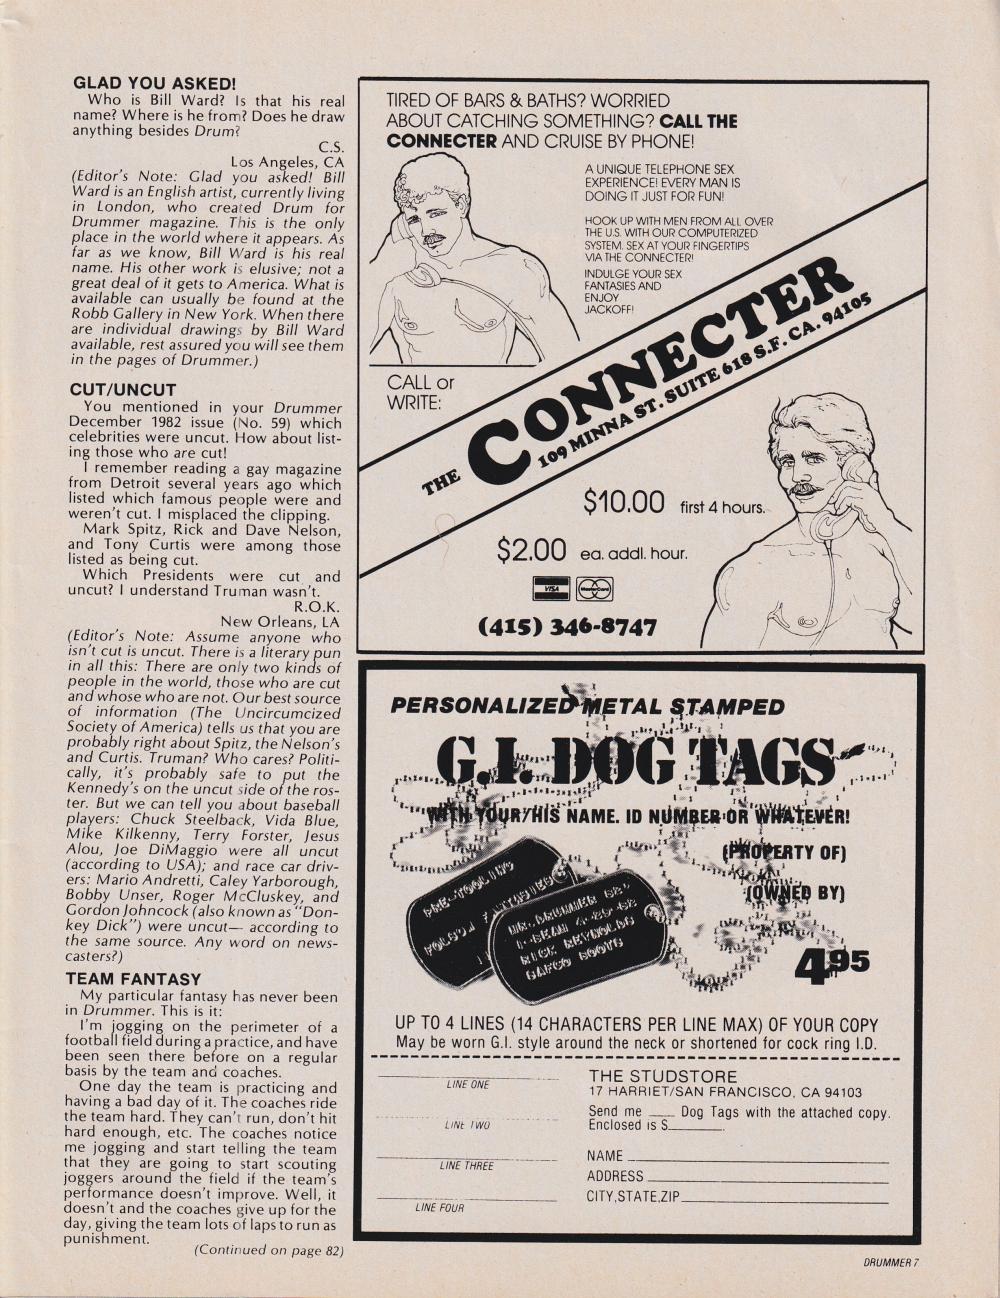 GLAD YOU ASKED!
Who is Bill Ward? Is that his real
name? Where is he from? Does he draw
anything besides Drum?
C.S.
Los Angeles, CA
(Editor's Note: Glad you asked! Bill
Ward is an English artist, currently living
in London, who created Drum for
Drummer magazine. This is the only
place in the world where it appears. As
far as we know, Bill Ward is his real
name. His other work is elusive; not a
great deal of it gets to America. What is
available can usually be found at the
Robb Gallery in New York. When there
are individual drawings by Bill Ward
available, rest assured you will see them
in the pages of Drummer.)
CUT/UNCUT
You mentioned in your Drummer
December 1982 issue (No. 59) which
celebrities were uncut. How about list-
ing those who are cut!
I remember reading a gay magazine
from Detroit several years ago which
listed which famous people were and
weren't cut. I misplaced the clipping.
Mark Spitz, Rick and Dave Nelson,
and Tony Curtis were among those
listed as being cut.
Which Presidents were cut and
uncut? I understand Truman wasn't.
R.O.K.
New Orleans, LA
(Editor's Note: Assume anyone who
isn't cut is uncut. There is a literary pun
in all this: There are only two kinds of
people in the world, those who are cut
and whose who are not. Our best source
of information (The Uncircumcized
Society of America) tells us that you are
probably right about Spitz, the Nelson's
and Curtis. Truman? Who cares? Politi-
cally, it's probably safe to put the
Kennedy's on the uncut side of the ros-
ter. But we can tell you about baseball
players: Chuck Steelback, Vida Blue,
Mike Kilkenny, Terry Forster, Jesus
Alou, Joe DiMaggio were all uncut
(according to USA); and race car driv-
ers: Mario Andretti, Caley Yarborough,
Bobby Unser, Roger McCluskey, and
Gordon Johncock (also known as "Don-
key Dick") were uncut— according to
the same source. Any word on news-
casters?)
TEAM FANTASY
My particular fantasy has never been
in Drummer. This is it:
I'm jogging on the perimeter of a
football field during a practice, and have
been seen there before on a regular
basis by the team and coaches.
One day the team is practicing and
having a bad day of it. The coaches ride
the team hard. They can't run, don't hit
hard enough, etc. The coaches notice
me jogging and start telling the team
that they are going to start scouting
joggers around the field if the team's
performance doesn't improve. Well, it
doesn't and the coaches give up for the
day, giving the team lots of laps to run as
punishment.
(Continued on page 82)
TIRED OF BARS & BATHS? WORRIED
ABOUT CATCHING SOMETHING? CALL THE
CONNECTER AND CRUISE BY PHONE!
A UNIQUE TELEPHONE SEX
EXPERIENCE! EVERY MAN IS
DOING IT JUST FOR FUN!
HOOK UP WITH MEN FROM ALL OVER
THE U.S. WITH OUR COMPUTERIZED
SYSTEM. SEX AT YOUR FINGERTIPS
VIA THE CONNECTER!
INDULGE YOUR SEX
FANTASIES AND
ENJOY
JACKOFF!
CALL or
WRITE:
THE CONNECTER
109 MINNA ST. SUITE 618 S.F. CA. 94105
$10.00 first 4 hours.
$2.00 ea. addl. hour.
VISA MasterCard
(415) 346-8747
PERSONALIZED METAL STAMPED
G.I. DOG TAGS
WITH YOUR/HIS NAME. ID NUMBER OR WHATEVER!
(PROPERTY OF)
(OWNED BY)
PRE-TOOLING
FOLSOM FANTASIES
MR. DRUMMER
I-BEAM 4-25-82
RICK REYNOLDS
GAFCO BOOTS
4.95
UP TO 4 LINES (14 CHARACTERS PER LINE MAX) OF YOUR COPY
May be worn G.I. style around the neck or shortened for cock ring I.D.
LINE ONE
LINE TWO
LINE THREE
LINE FOUR
THE STUDSTORE
17 HARRIET/SAN FRANCISCO, CA 94103
Send me ____ Dog Tags with the attached copy.
Enclosed is $________.
NAME
ADDRESS
CITY,STATE,ZIP
DRUMMER 7